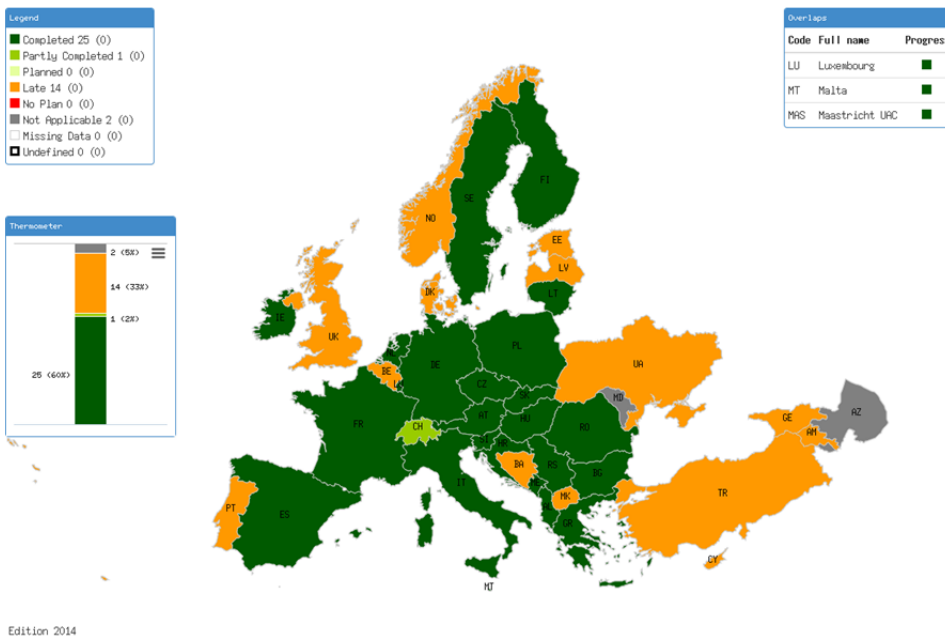 Legend
Completed 25 (0)
Partly Completed 1 (0)
Planned 0 (0)
Late 14 (0)
No Plan 0 (0)
Not Applicable 2 (0)
Missing Data 0 (0)
Undefined 0 (0)
Overlaps
Code Full name Progress
LU Luxembourg
MT Malta
MAS Maastricht UAC
Thermometer
2 (5%)
14 (33%)
1 (2%)
25 (60%)
FI
SE
NO
EE
LV
LT
DK
IE
UK
PL
BE
DE
UA
CZ
SK
MD
AZ
FR
CH
AT
HU
RO
GE
AM
SI
HR
BA
RS
BG
IT
ME
MK
TR
PT
ES
GR
CY
MT
Edition 2014